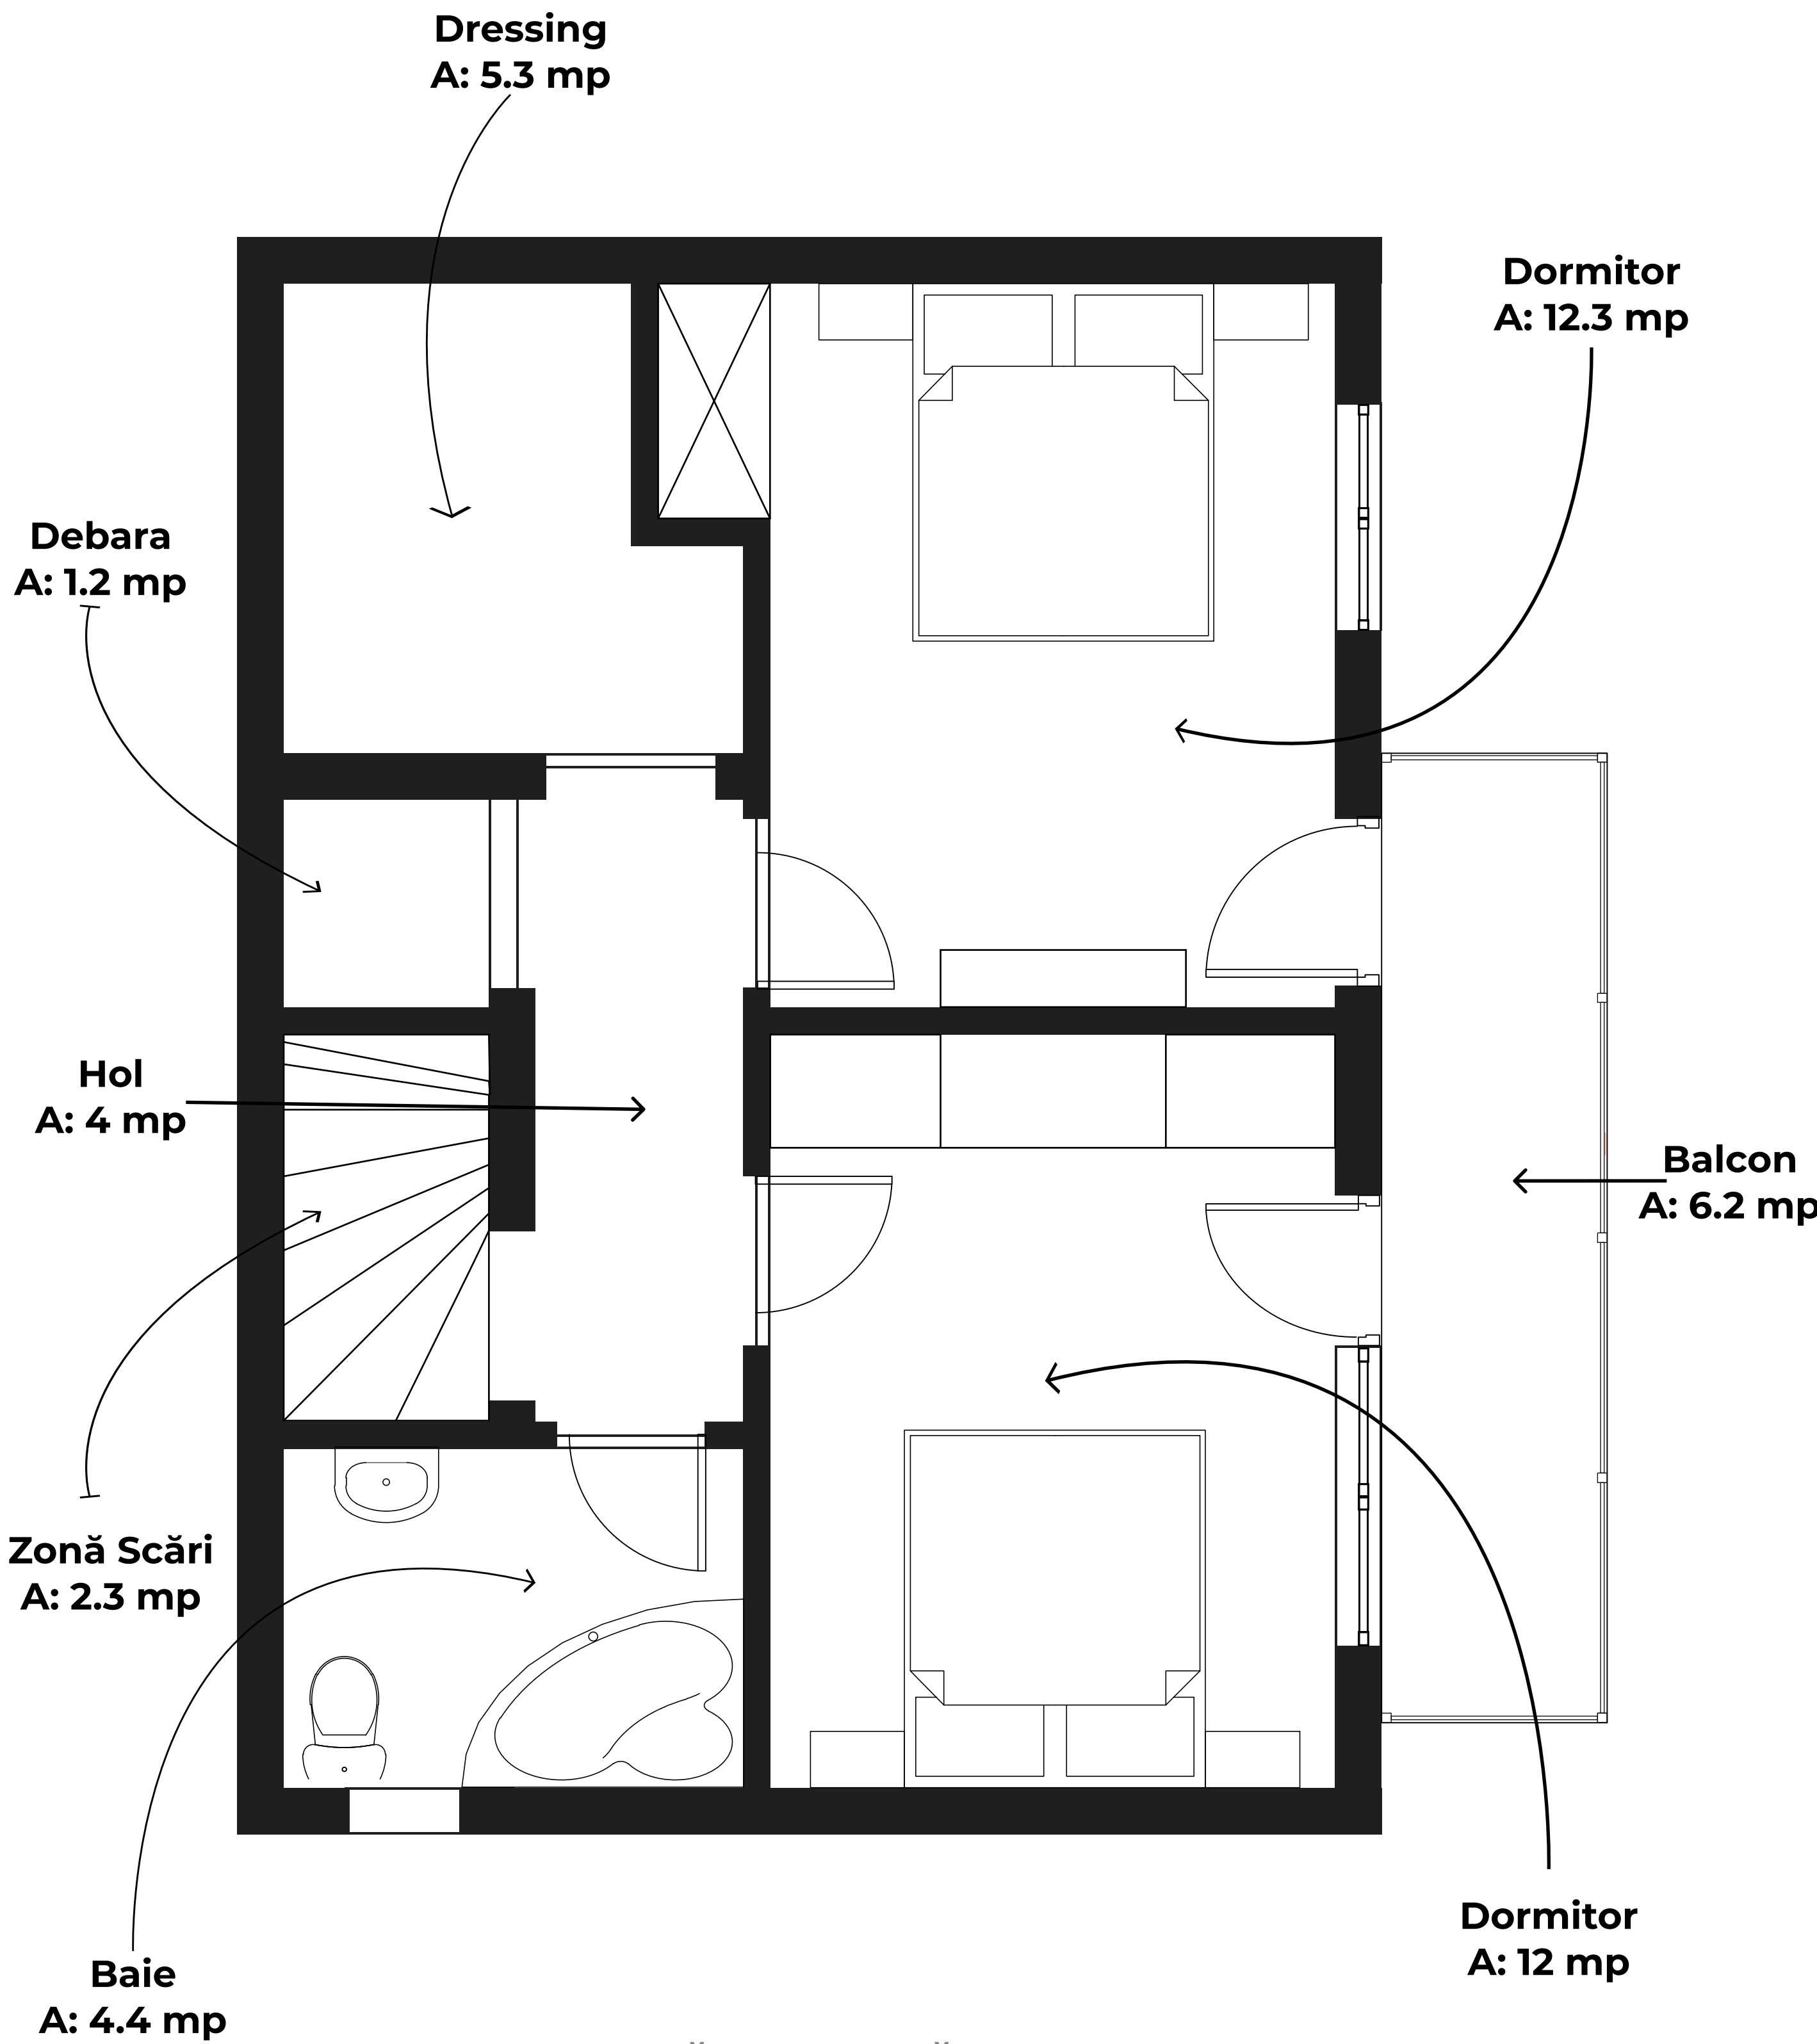 Dressing
A: 5.3 mp
Dormitor
A: 12.3 mp
Debara
A: 1.2 mp
Hol
A: 4 mp
Balcon
A: 6.2 mp
Zonă Scări
A: 2.3 mp
Dormitor
A: 12 mp
Baie
A: 4.4 mp